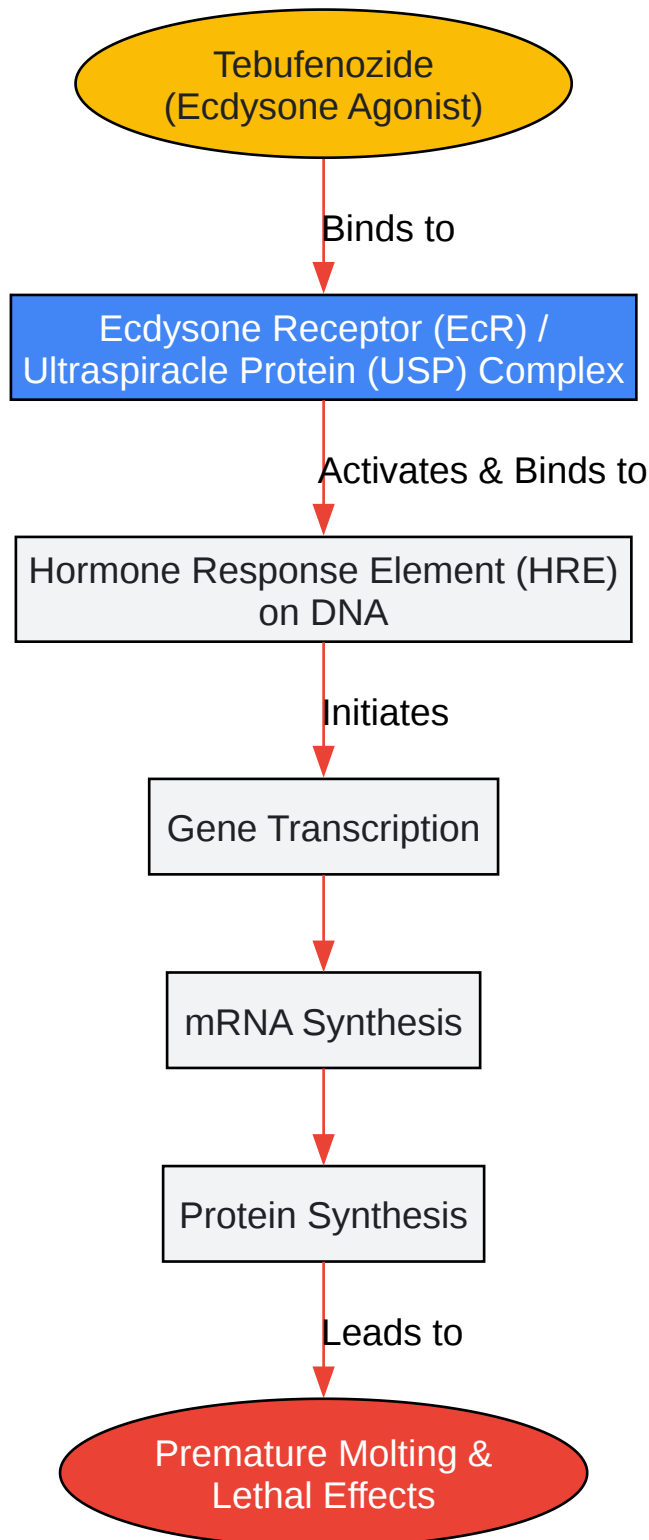 Tebufenozide
(Ecdysone Agonist)
Binds to
Ecdysone Receptor (EcR) /
Ultraspiracle Protein (USP) Complex
Activates & Binds to
Hormone Response Element (HRE)
on DNA
Initiates
Gene Transcription
mRNA Synthesis
Protein Synthesis
Leads to
Premature Molting &
Lethal Effects